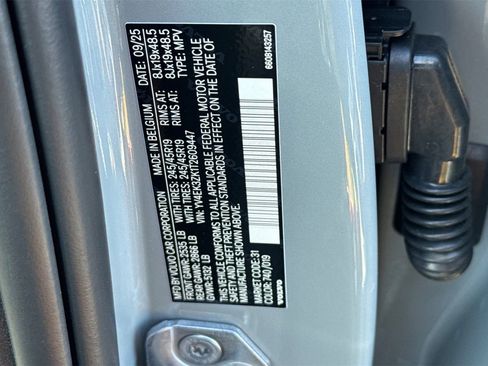 MFD BY VOLVO CAR CORPORATION MADE IN BELGIUM DATE: 09/25
FRONT GAWR: 2535 LB WITH TIRES: 245/45R19 RIMS AT: 8Jx19x48.5
REAR GAWR: 2866 LB WITH TIRES: 245/45R19 RIMS AT: 8Jx19x48.5
GVWR: 5132 LB VIN: YV4EK3ZK1T2609447 TYPE: MPV
THIS VEHICLE CONFORMS TO ALL APPLICABLE FEDERAL MOTOR VEHICLE
SAFETY AND THEFT PREVENTION STANDARDS IN EFFECT ON THE DATE OF
MANUFACTURE SHOWN ABOVE.
MARKET CODE: 31
COLOR: 740/019
VOLVO
6608143257